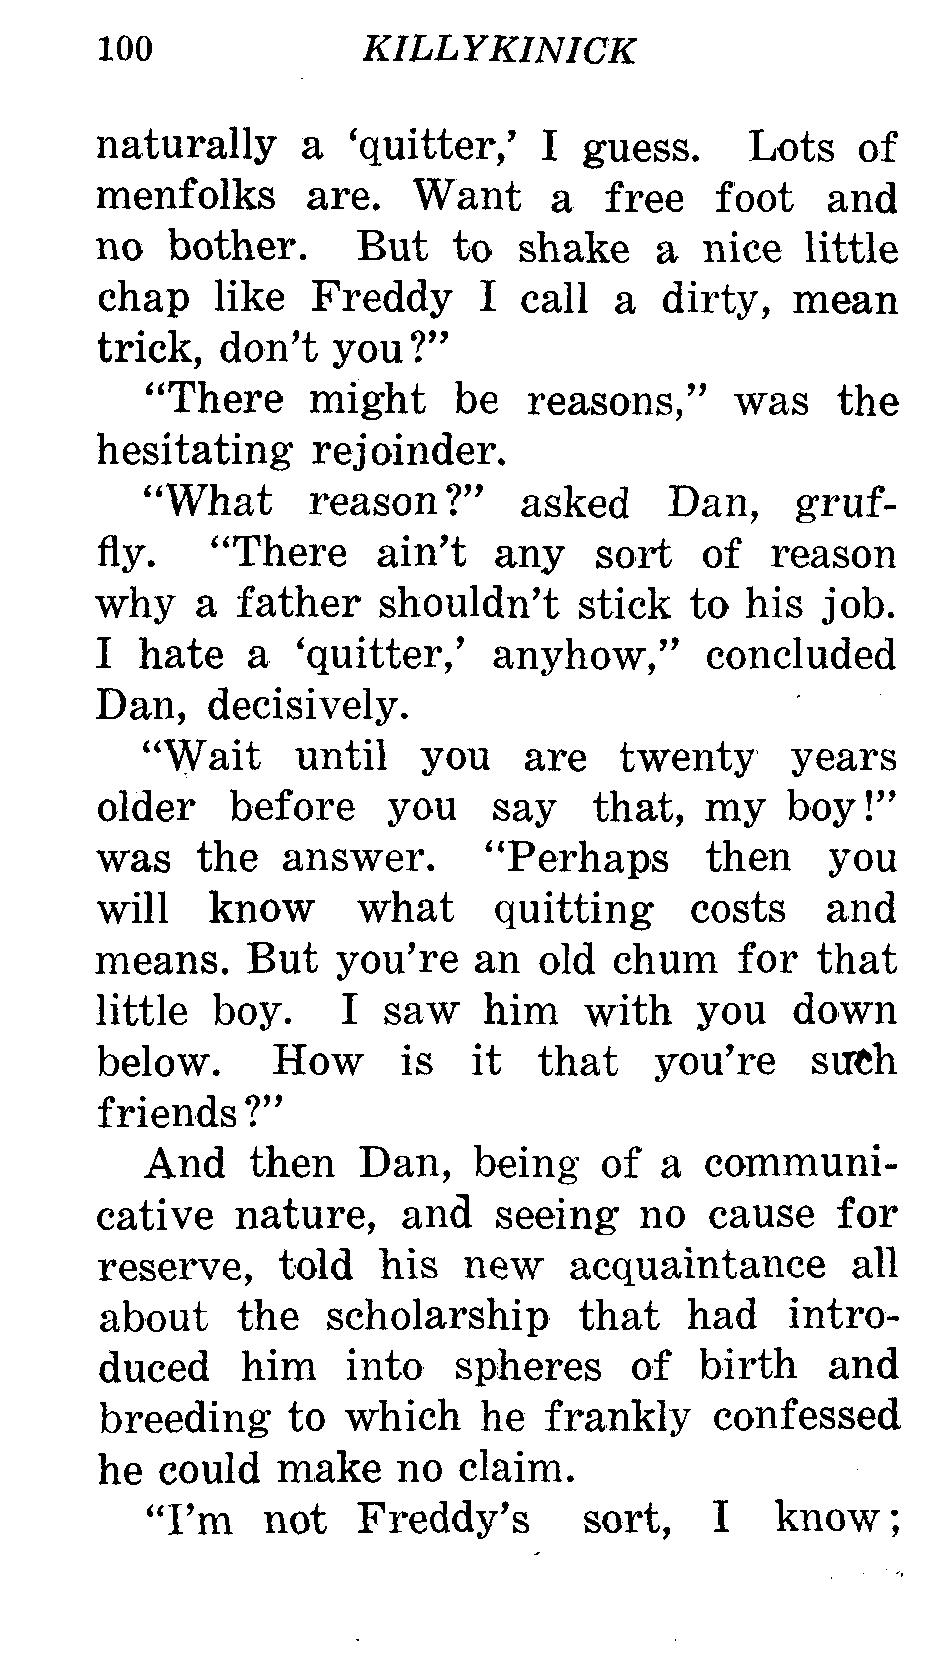 100 KILLYKINICK
naturally a ‘quitter,’ I guess. Lots of
menfolks are. Want a free foot and
no bother. But to shake a nice little
chap like Freddy I call a dirty, mean
trick, don’t you?”
“There might be reasons,” was the
hesitating rejoinder.
“What reason?” asked Dan, gruf-
fly. “There ain’t any sort of reason
why a father shouldn’t stick to his job.
I hate a ‘quitter,’ anyhow,” concluded
Dan, decisively.
“Wait until you are twenty years
older before you say that, my boy!”
was the answer. “Perhaps then you
will know what quitting costs and
means. But you’re an old chum for that
little boy. I saw him with you down
below. How is it that you’re such
friends?”
And then Dan, being of a communi-
cative nature, and seeing no cause for
reserve, told his new acquaintance all
about the scholarship that had intro-
duced him into spheres of birth and
breeding to which he frankly confessed
he could make no claim.
“I’m not Freddy’s sort, I know;